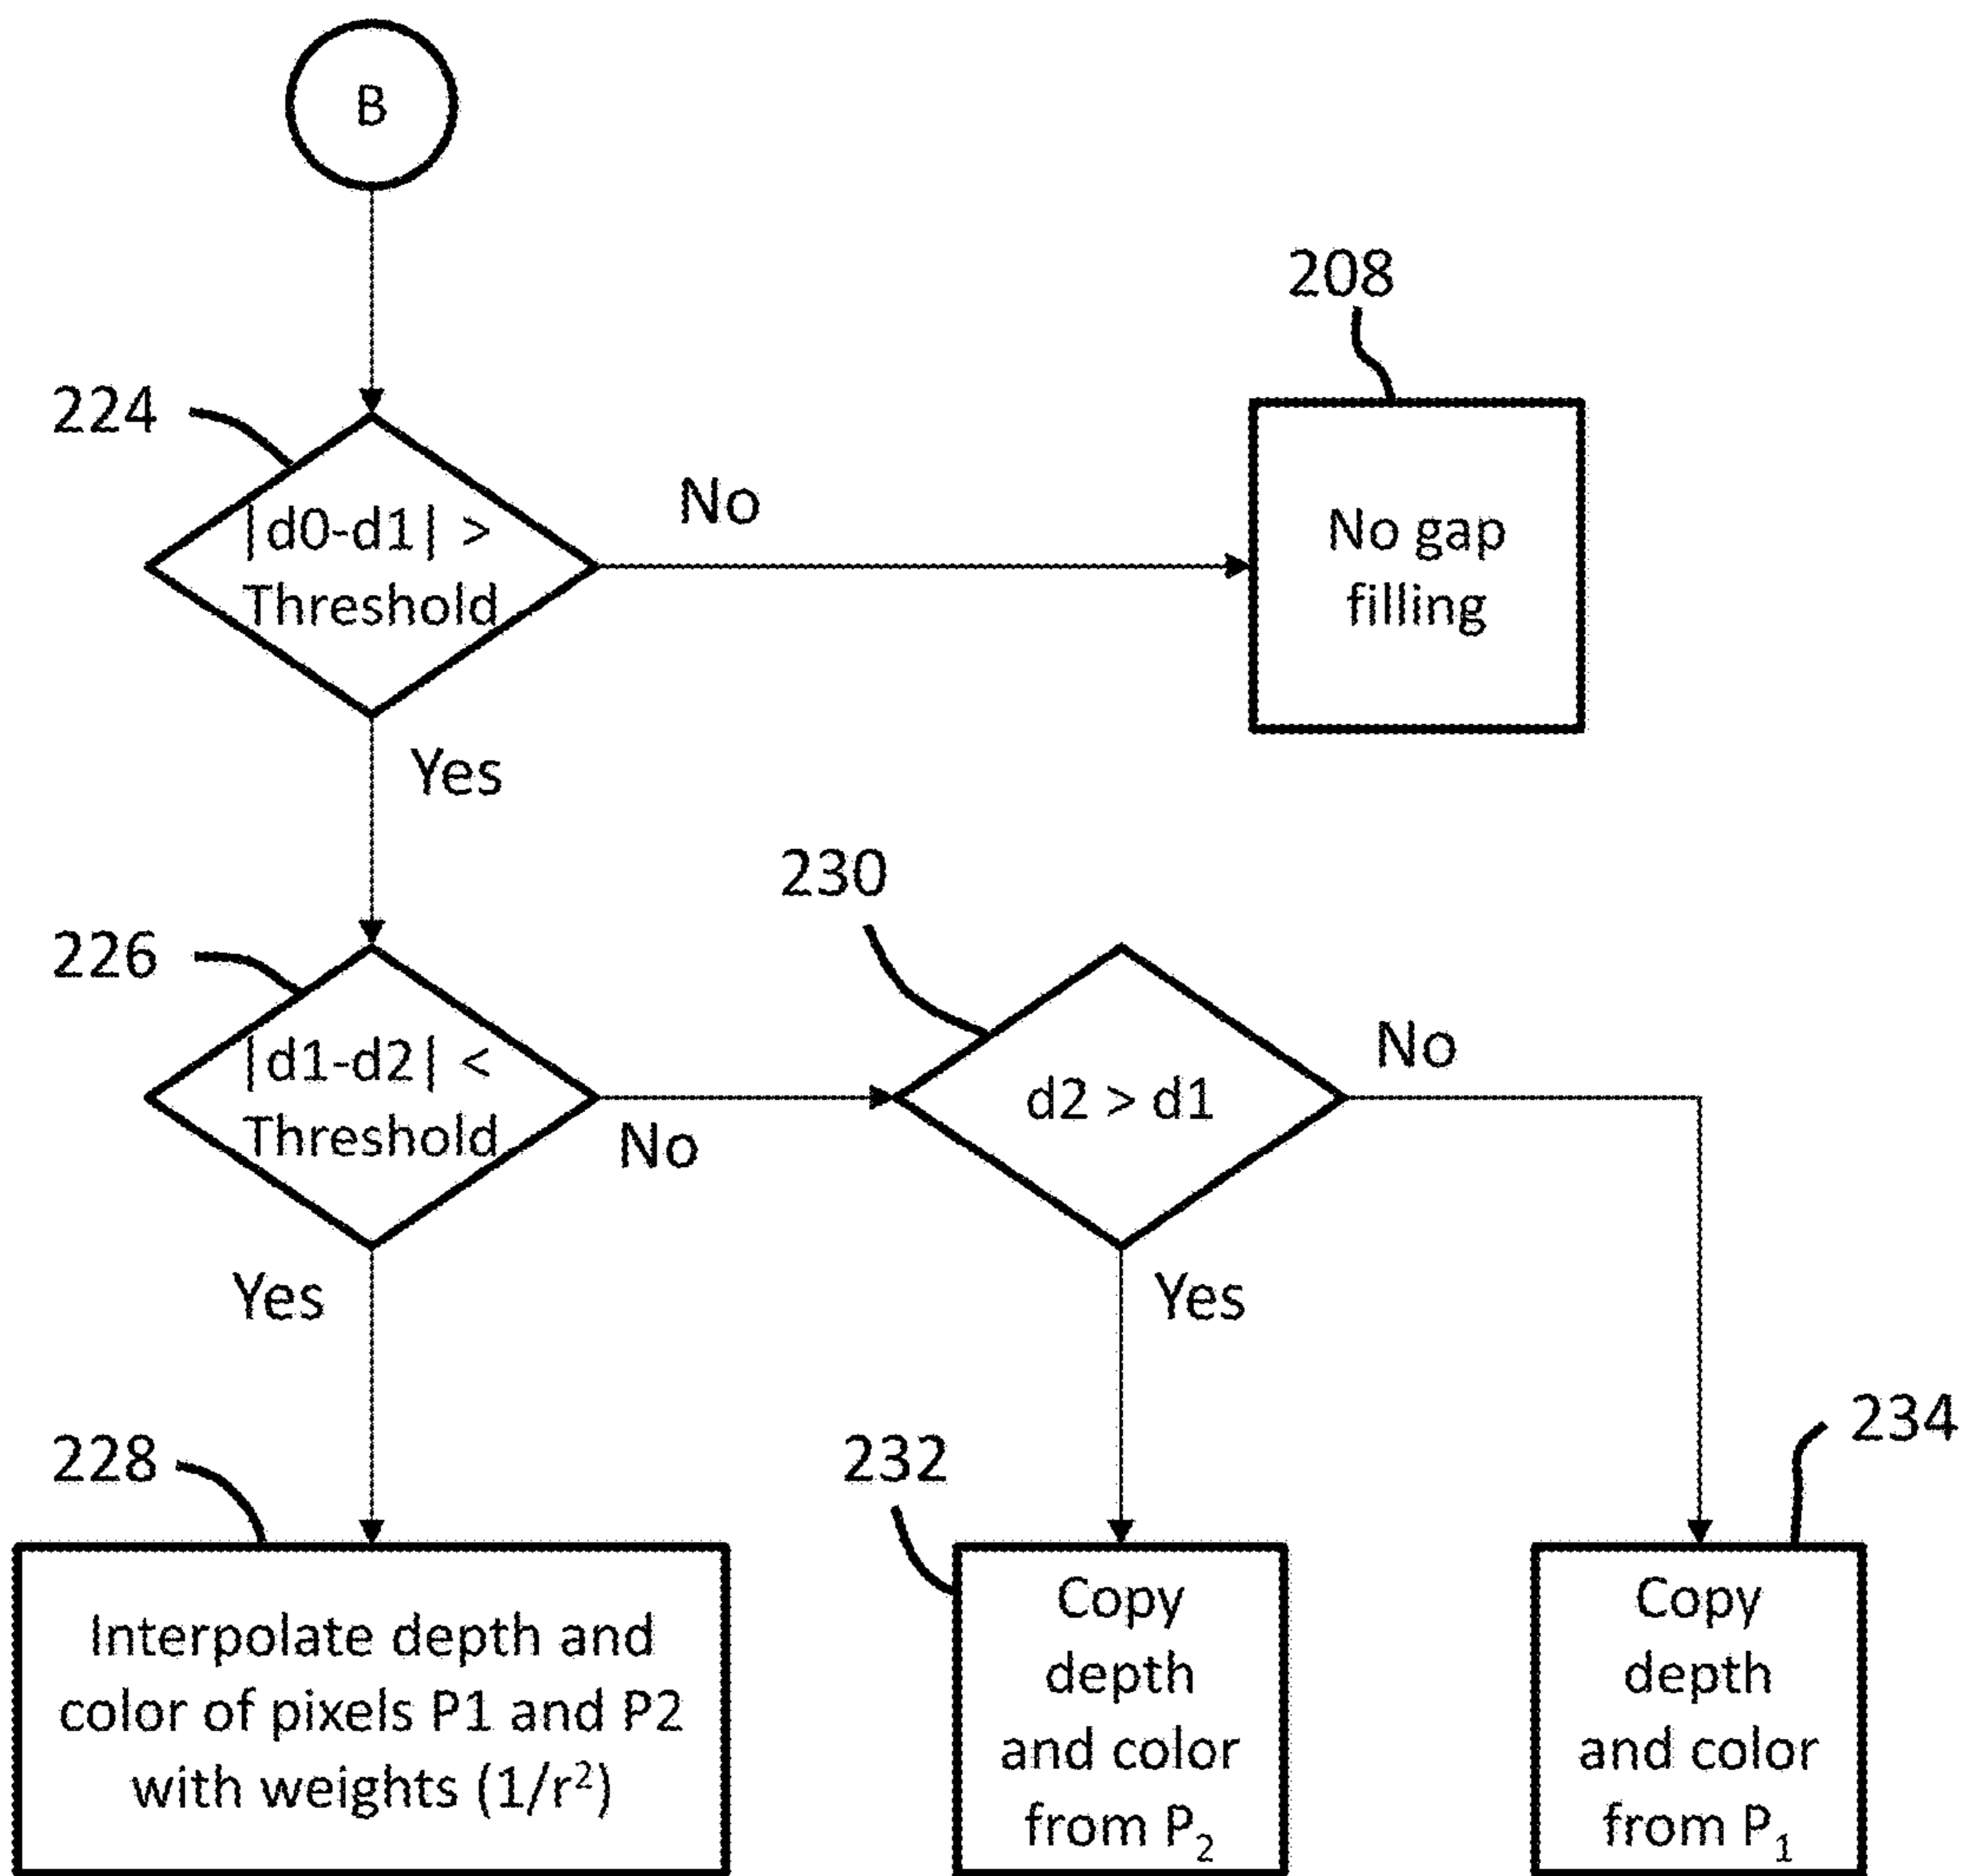 B
208
224
|d0-d1| >
Threshold
No
No gap
filling
Yes
230
226
|d1-d2| <
Threshold
No
d2 > d1
No
Yes
Yes
228
232
234
Interpolate depth and
color of pixels P1 and P2
with weights (1/r²)
Copy
depth
and color
from P₂
Copy
depth
and color
from P₁